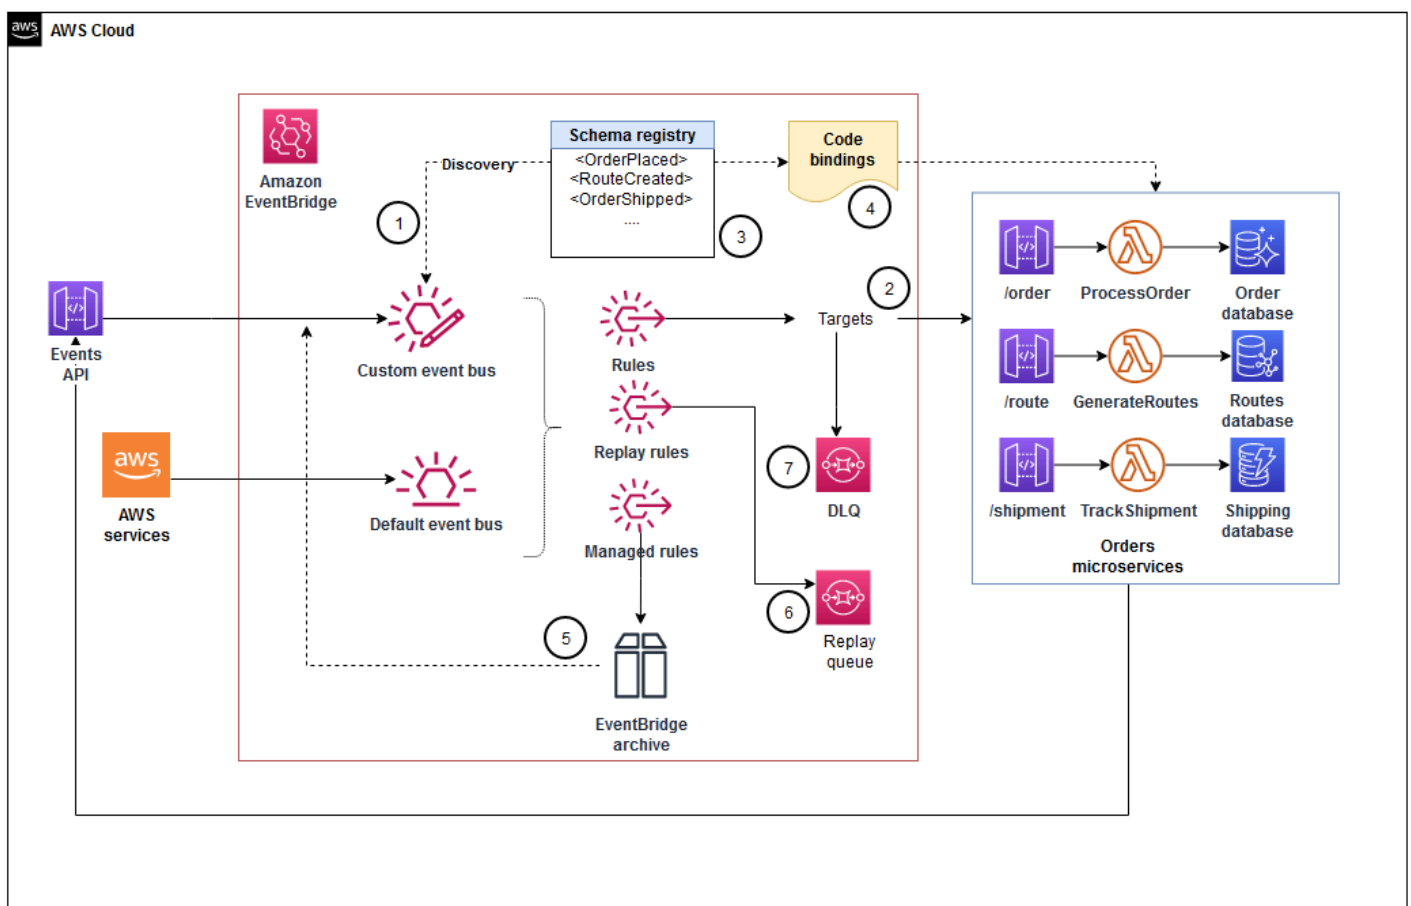 aws
AWS Cloud
Amazon
EventBridge
Discovery
Schema registry
<OrderPlaced>
<RouteCreated>
<OrderShipped>
....
Code
bindings
1
3
4
2
Events
API
Custom event bus
Rules
Targets
/order
ProcessOrder
Order
database
/route
GenerateRoutes
Routes
database
aws
AWS
services
Default event bus
Replay rules
Managed rules
7
DLQ
/shipment
TrackShipment
Shipping
database
Orders
microservices
5
6
Replay
queue
EventBridge
archive